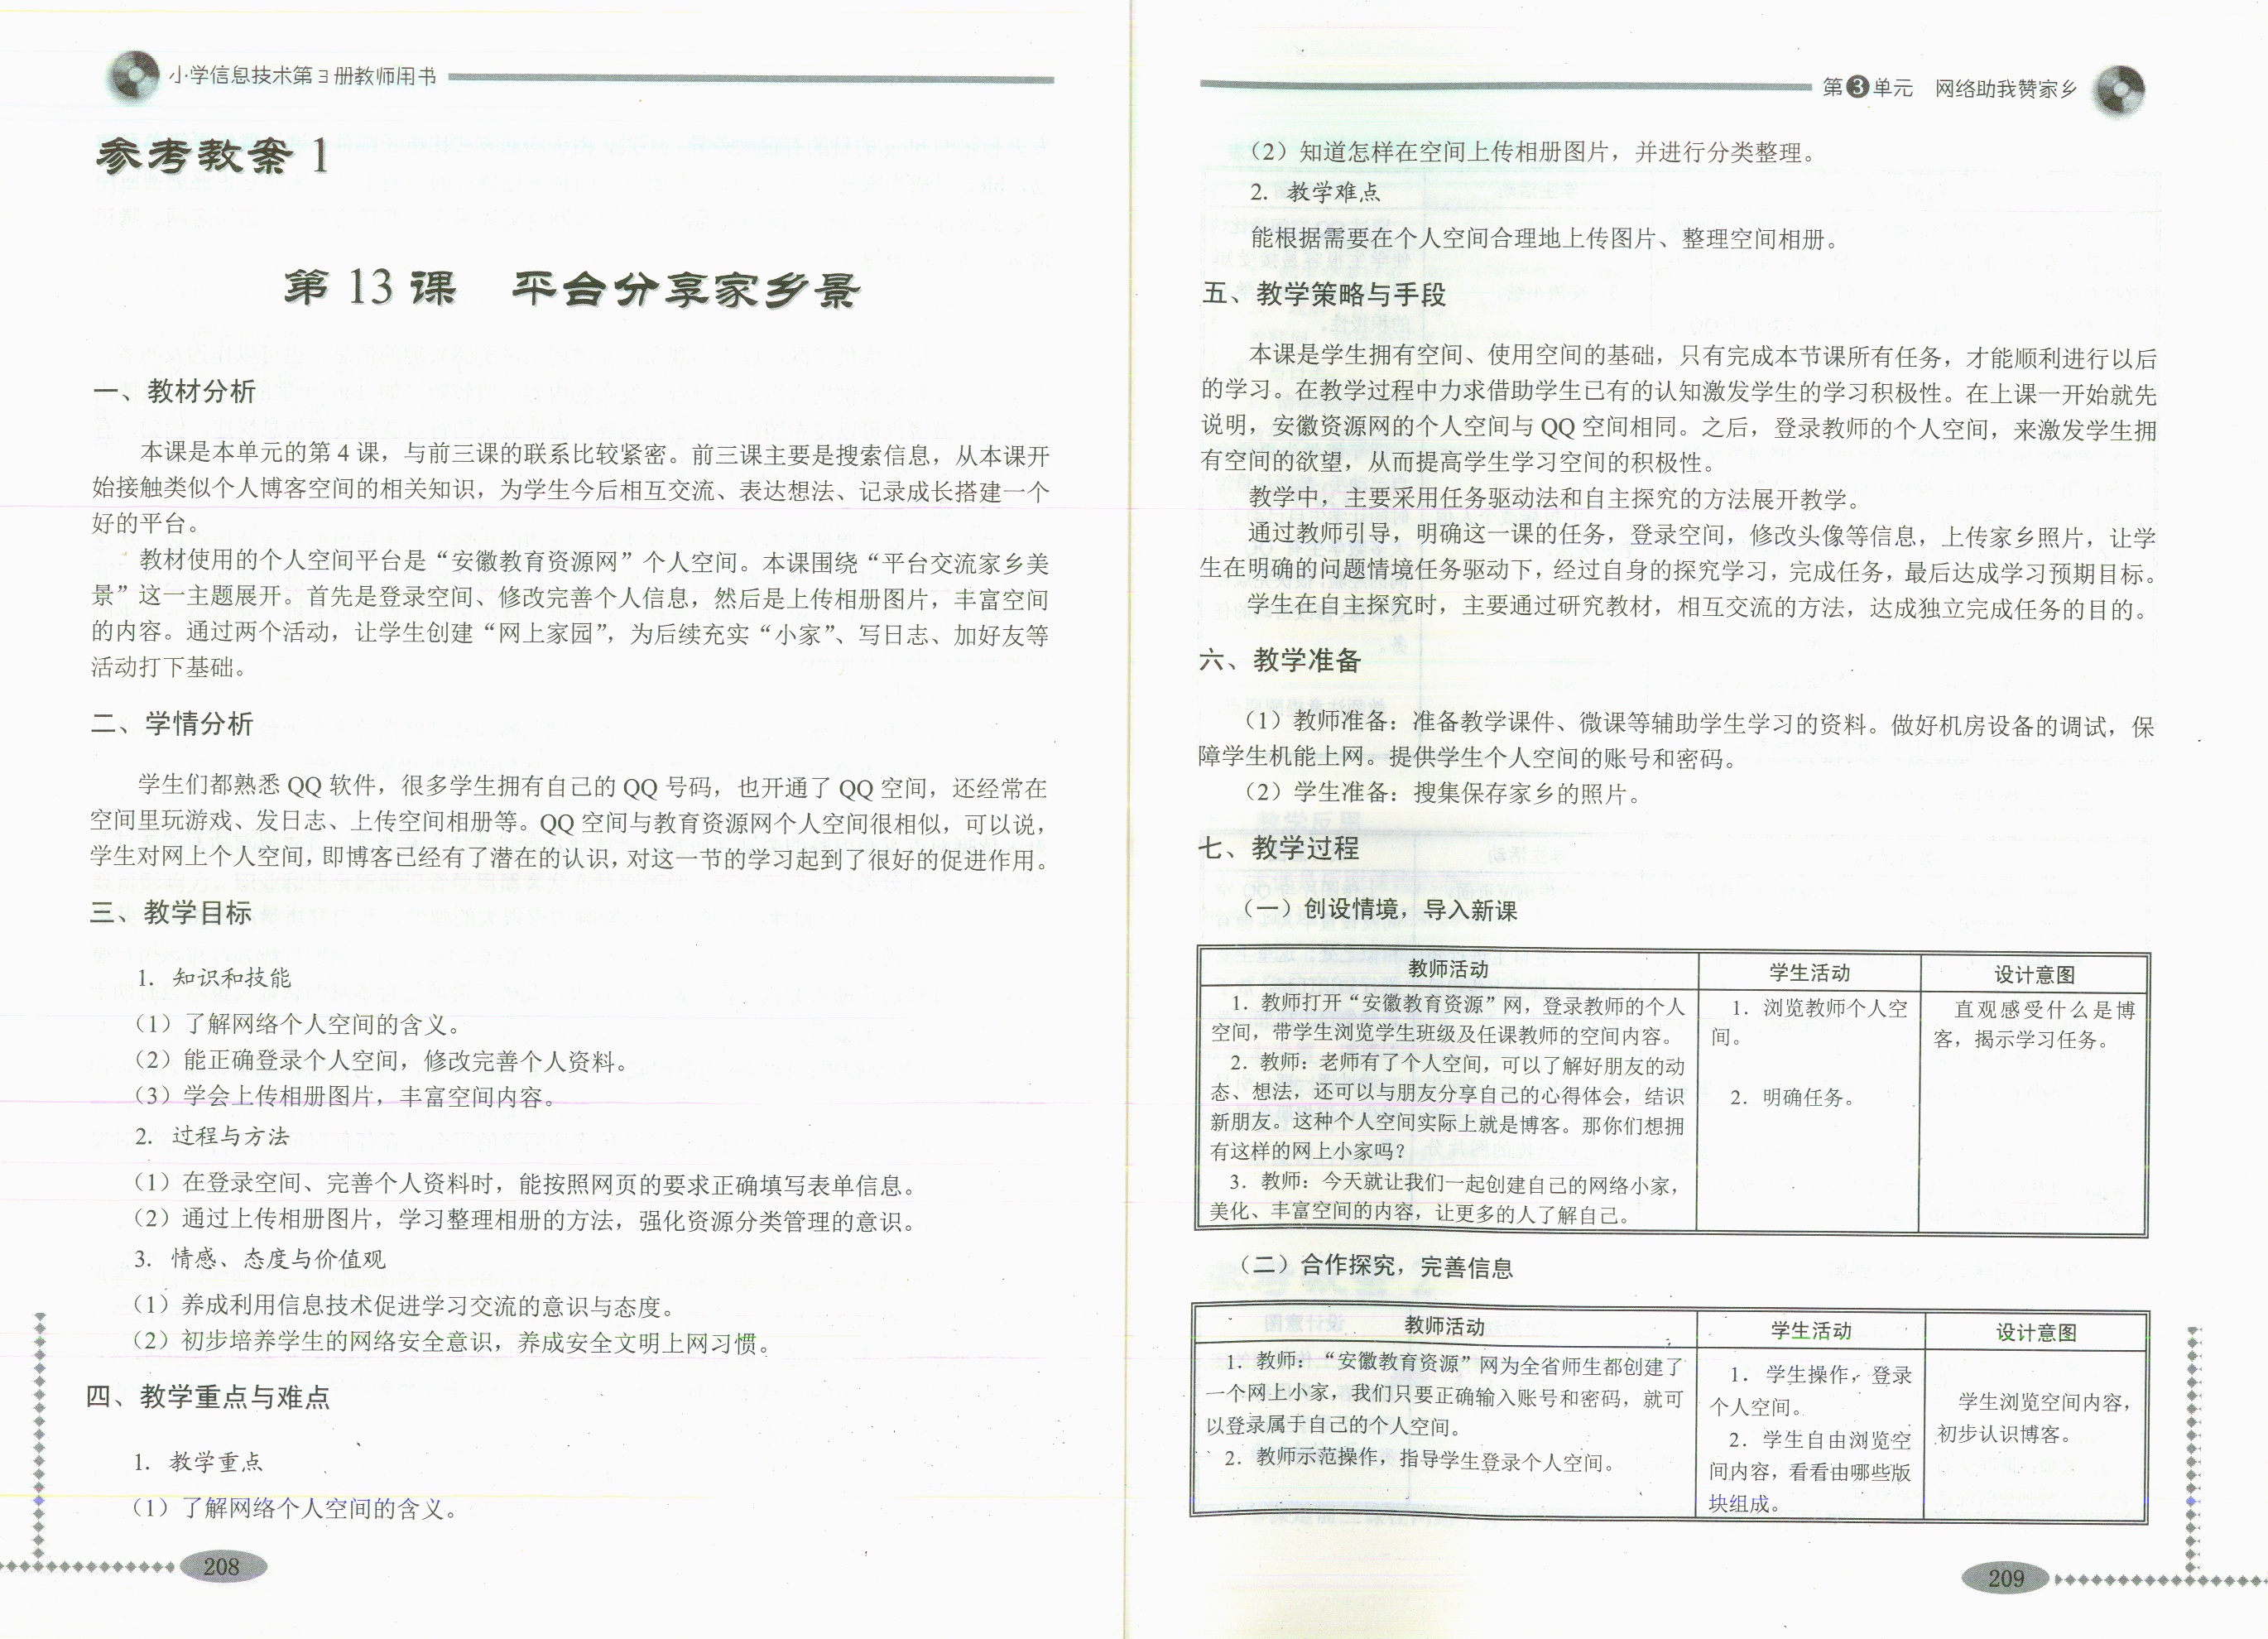 小学信息技术第3册教师用书
参考教案 1
第 13 课　平台分享家乡景
一、教材分析
本课是本单元的第 4 课，与前三课的联系比较紧密。前三课主要是搜索信息，从本课开
始接触类似个人博客空间的相关知识，为学生今后相互交流、表达想法、记录成长搭建一个
好的平台。
教材使用的个人空间平台是“安徽教育资源网”个人空间。本课围绕“平台交流家乡美
景”这一主题展开。首先是登录空间、修改完善个人信息，然后是上传相册图片，丰富空间
的内容。通过两个活动，让学生创建“网上家园”，为后续充实“小家”、写日志、加好友等
活动打下基础。
二、学情分析
学生们都熟悉 QQ 软件，很多学生拥有自己的 QQ 号码，也开通了 QQ 空间，还经常在
空间里玩游戏、发日志、上传空间相册等。QQ 空间与教育资源网个人空间很相似，可以说，
学生对网上个人空间，即博客已经有了潜在的认识，对这一节的学习起到了很好的促进作用。
三、教学目标
1. 知识和技能
（1）了解网络个人空间的含义。
（2）能正确登录个人空间，修改完善个人资料。
（3）学会上传相册图片，丰富空间内容。
2. 过程与方法
（1）在登录空间、完善个人资料时，能按照网页的要求正确填写表单信息。
（2）通过上传相册图片，学习整理相册的方法，强化资源分类管理的意识。
3. 情感、态度与价值观
（1）养成利用信息技术促进学习交流的意识与态度。
（2）初步培养学生的网络安全意识，养成安全文明上网习惯。
四、教学重点与难点
1. 教学重点
（1）了解网络个人空间的含义。
208
第3单元　网络助我赞家乡
（2）知道怎样在空间上传相册图片，并进行分类整理。
2. 教学难点
能根据需要在个人空间合理地上传图片、整理空间相册。
五、教学策略与手段
本课是学生拥有空间、使用空间的基础，只有完成本节课所有任务，才能顺利进行以后
的学习。在教学过程中力求借助学生已有的认知激发学生的学习积极性。在上课一开始就先
说明，安徽资源网的个人空间与 QQ 空间相同。之后，登录教师的个人空间，来激发学生拥
有空间的欲望，从而提高学生学习空间的积极性。
教学中，主要采用任务驱动法和自主探究的方法展开教学。
通过教师引导，明确这一课的任务，登录空间，修改头像等信息，上传家乡照片，让学
生在明确的问题情境任务驱动下，经过自身的探究学习，完成任务，最后达成学习预期目标。
学生在自主探究时，主要通过研究教材，相互交流的方法，达成独立完成任务的目的。
六、教学准备
（1）教师准备：准备教学课件、微课等辅助学生学习的资料。做好机房设备的调试，保
障学生机能上网。提供学生个人空间的账号和密码。
（2）学生准备：搜集保存家乡的照片。
七、教学过程
（一）创设情境，导入新课
教师活动
学生活动
设计意图
1．教师打开“安徽教育资源”网，登录教师的个人
空间，带学生浏览学生班级及任课教师的空间内容。
2．教师：老师有了个人空间，可以了解好朋友的动
态、想法，还可以与朋友分享自己的心得体会，结识
新朋友。这种个人空间实际上就是博客。那你们想拥
有这样的网上小家吗？
3．教师：今天就让我们一起创建自己的网络小家，
美化、丰富空间的内容，让更多的人了解自己。
1．浏览教师个人空
间。
2．明确任务。
直观感受什么是博
客，揭示学习任务。
（二）合作探究，完善信息
教师活动
学生活动
设计意图
1．教师：“安徽教育资源”网为全省师生都创建了
一个网上小家，我们只要正确输入账号和密码，就可
以登录属于自己的个人空间。
2．教师示范操作，指导学生登录个人空间。
1． 学生操作，登录
个人空间。
2．学生自由浏览空
间内容，看看由哪些版
块组成。
学生浏览空间内容，
初步认识博客。
209